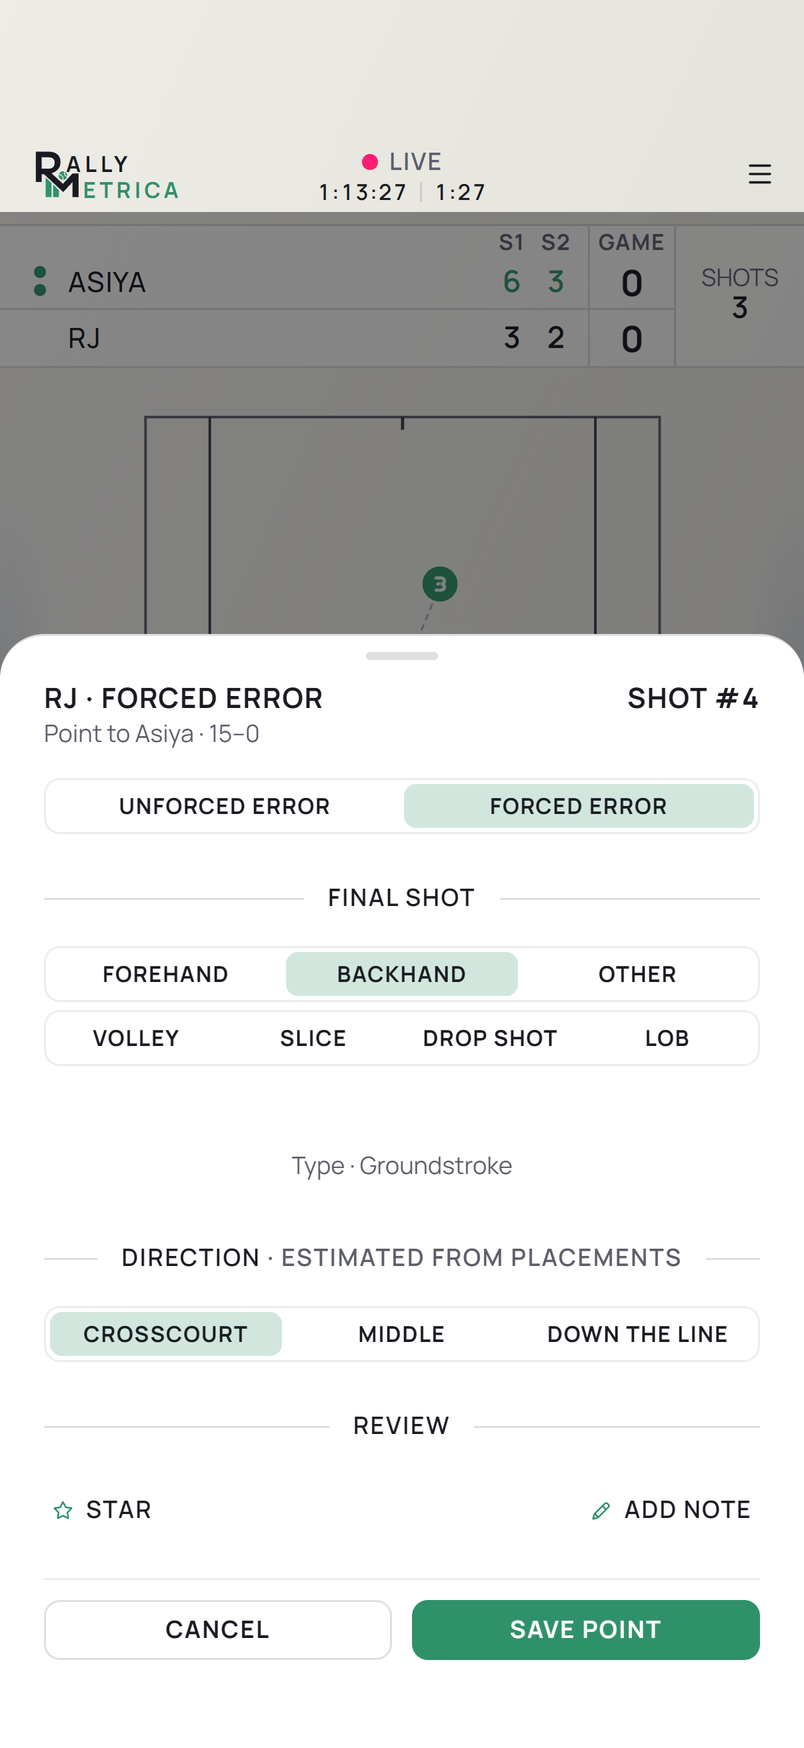 RALLY
METRICA
LIVE
1:13:27 | 1:27
S1 S2 GAME
ASIYA 6 3 0
SHOTS
3
RJ 3 2 0
3
RJ · FORCED ERROR SHOT #4
Point to Asiya · 15–0
UNFORCED ERROR FORCED ERROR
FINAL SHOT
FOREHAND BACKHAND OTHER
VOLLEY SLICE DROP SHOT LOB
Type · Groundstroke
DIRECTION · ESTIMATED FROM PLACEMENTS
CROSSCOURT MIDDLE DOWN THE LINE
REVIEW
STAR ADD NOTE
CANCEL SAVE POINT